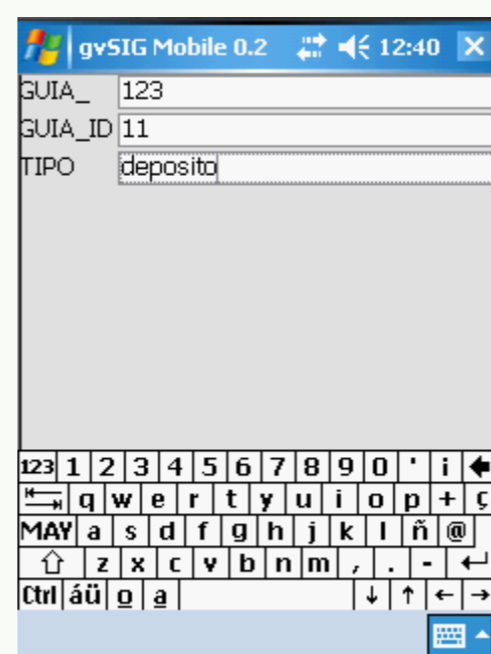 gvSIG Mobile 0.2 12:40
GUIA_ 123
GUIA_ID 11
TIPO deposito
123 1 2 3 4 5 6 7 8 9 0 ' i
q w e r t y u i o p + ç
MAY a s d f g h j k l ñ @
z x c v b n m , . -
Ctrl áü o a